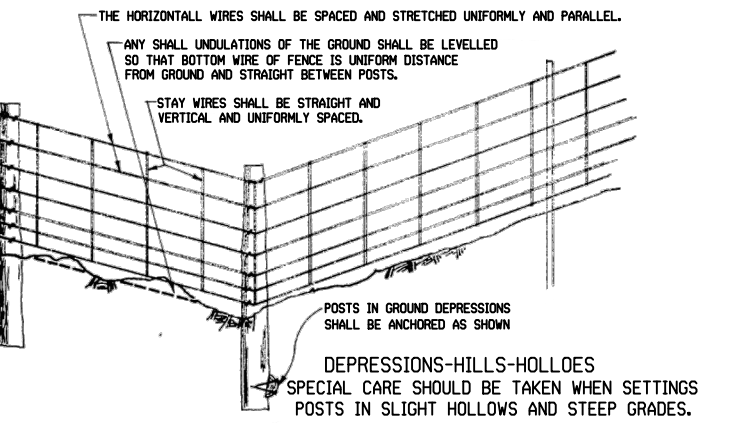 THE HORIZONTALL WIRES SHALL BE SPACED AND STRETCHED UNIFORMLY AND PARALLEL.
ANY SHALL UNDULATIONS OF THE GROUND SHALL BE LEVELLED
SO THAT BOTTOM WIRE OF FENCE IS UNIFORM DISTANCE
FROM GROUND AND STRAIGHT BETWEEN POSTS.
STAY WIRES SHALL BE STRAIGHT AND
VERTICAL AND UNIFORMLY SPACED.
POSTS IN GROUND DEPRESSIONS
SHALL BE ANCHORED AS SHOWN
DEPRESSIONS-HILLS-HOLLOES
SPECIAL CARE SHOULD BE TAKEN WHEN SETTINGS
POSTS IN SLIGHT HOLLOWS AND STEEP GRADES.